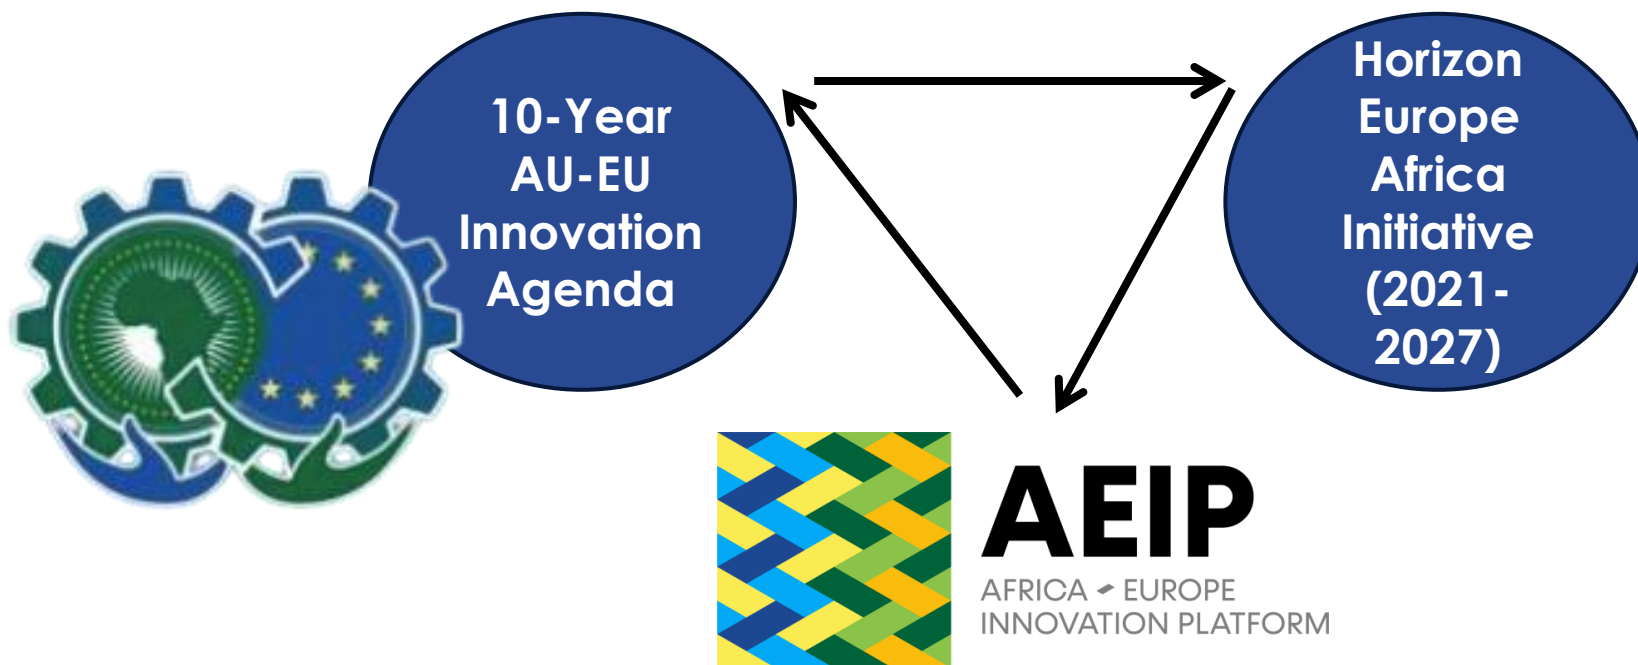 10-Year
AU-EU
Innovation
Agenda
Horizon
Europe
Africa
Initiative
(2021-
2027)
AEIP
AFRICA - EUROPE
INNOVATION PLATFORM